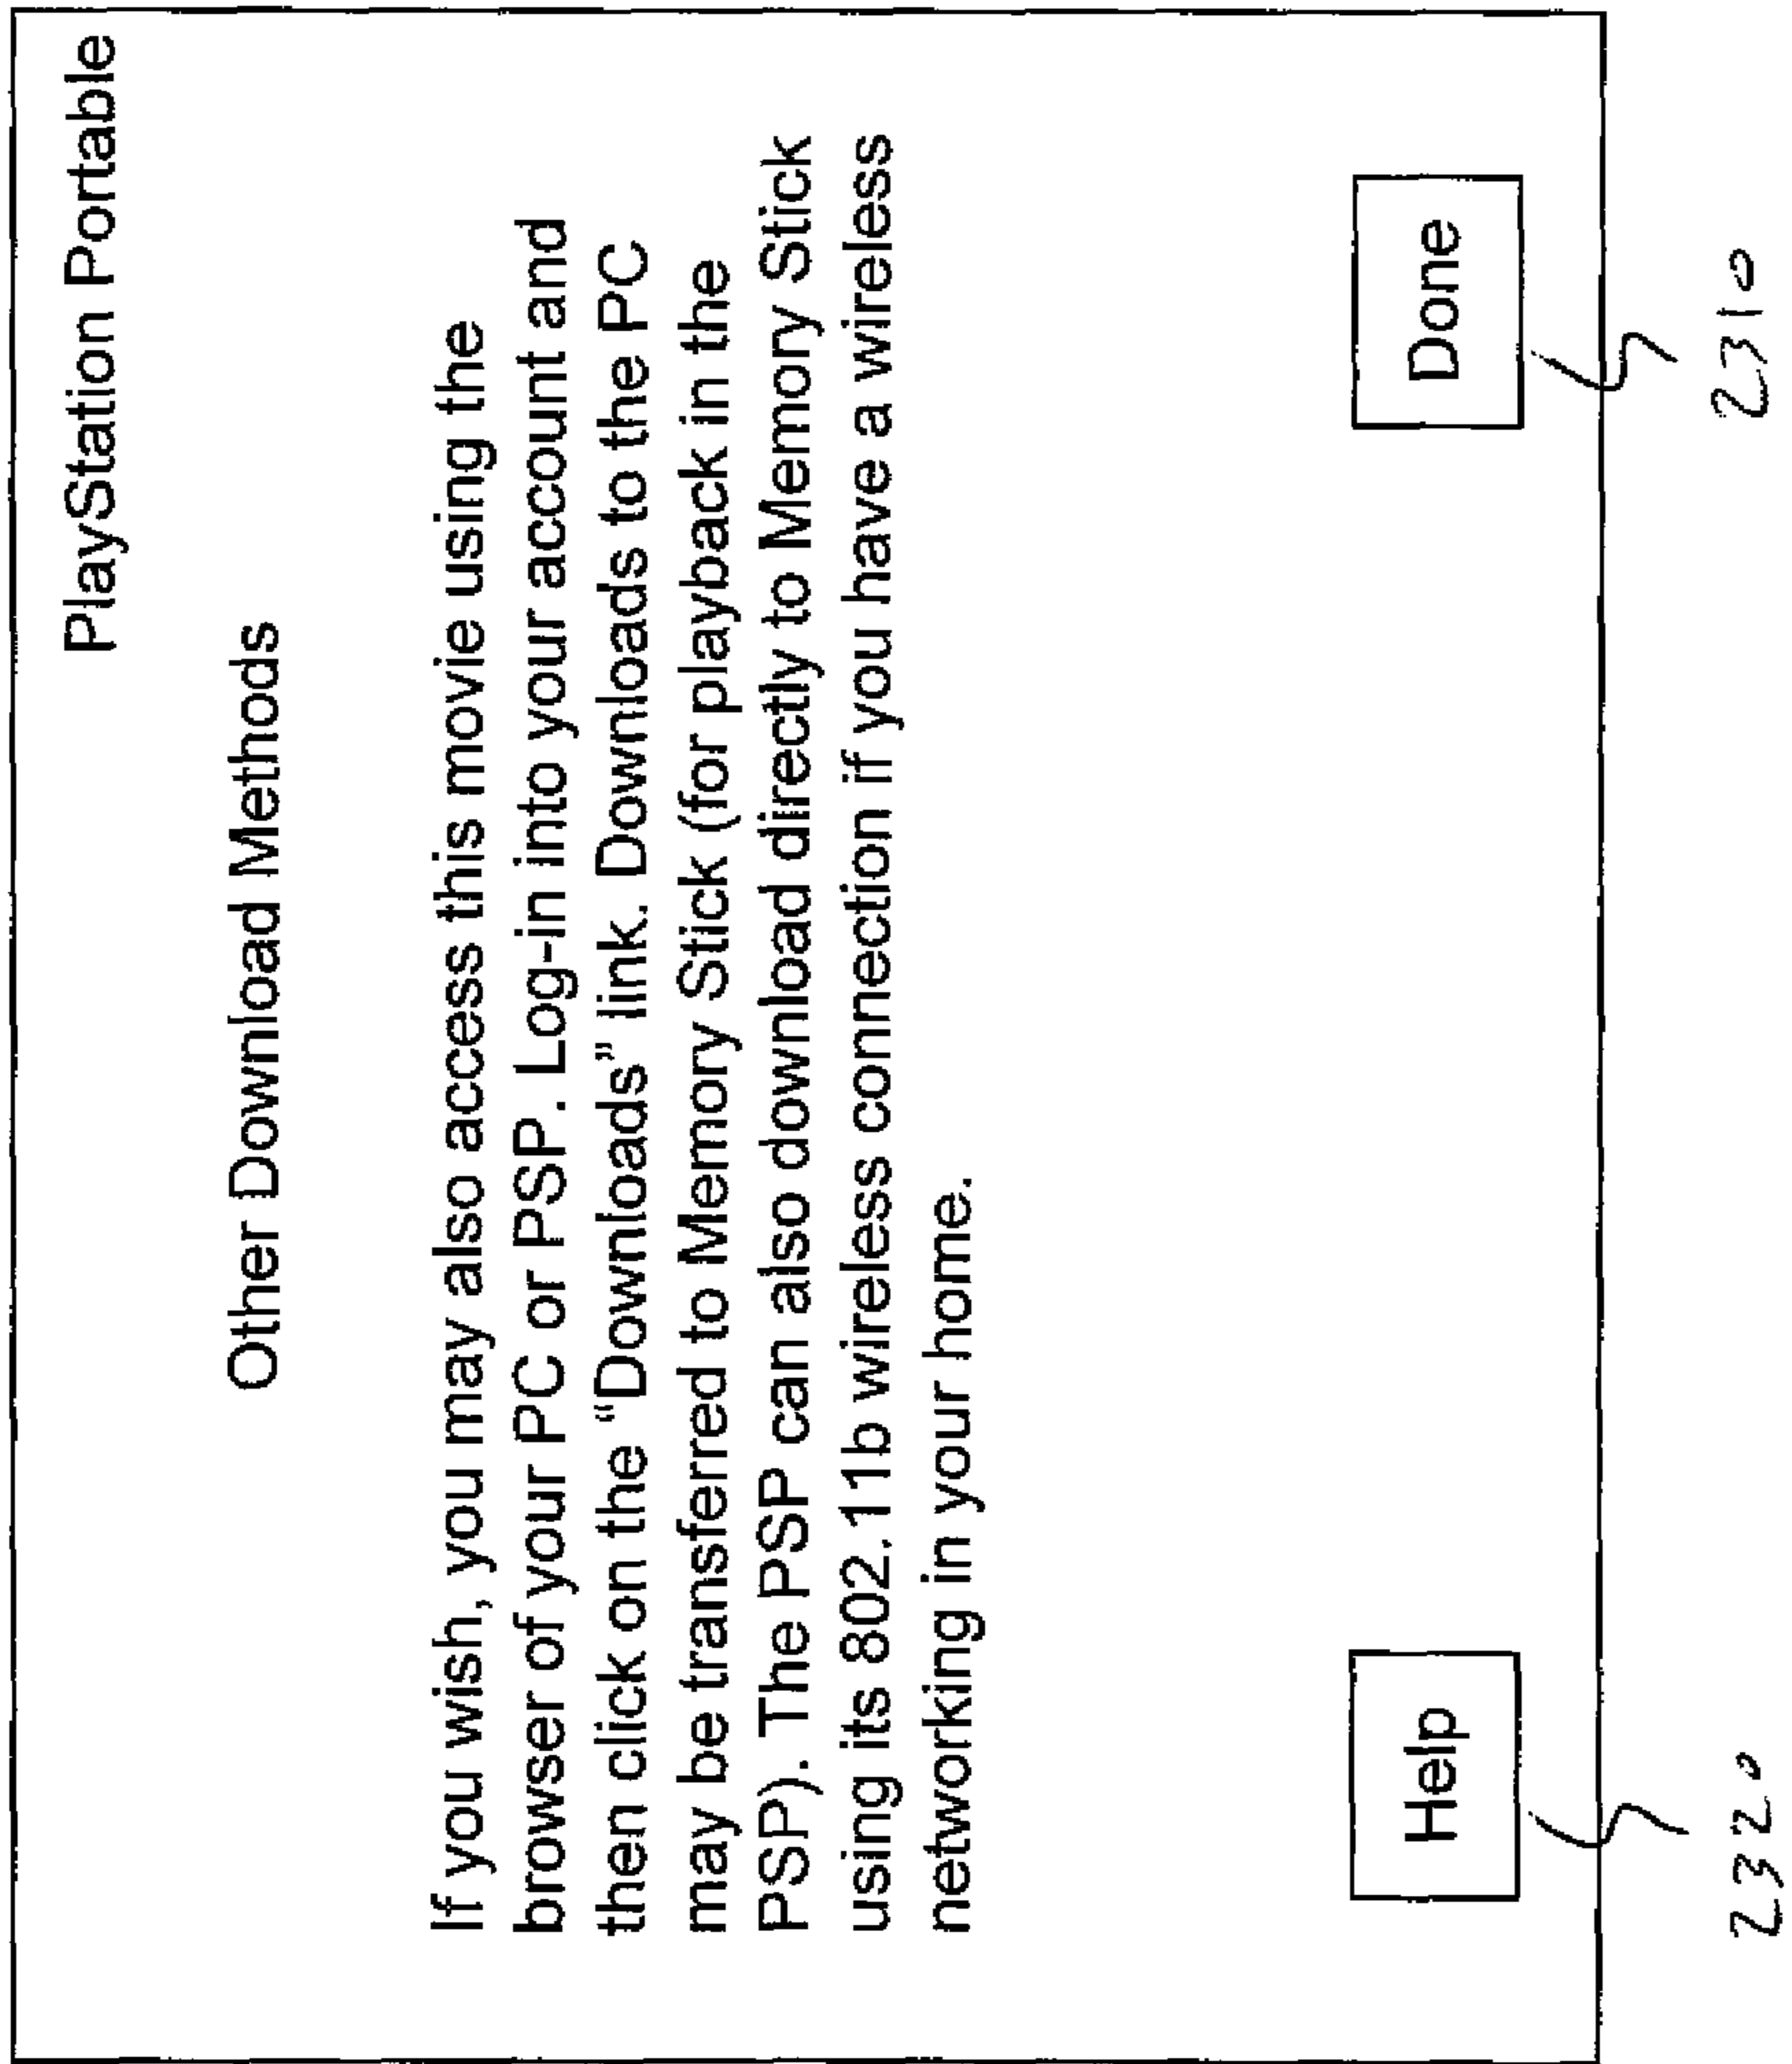 PlayStation Portable
Other Download Methods
If you wish, you may also access this movie using the
browser of your PC or PSP. Log-in into your account and
then click on the “Downloads” link. Downloads to the PC
may be transferred to Memory Stick (for playback in the
PSP). The PSP can also download directly to Memory Stick
using its 802.11b wireless connection if you have a wireless
networking in your home.
Help
Done
2320
2310